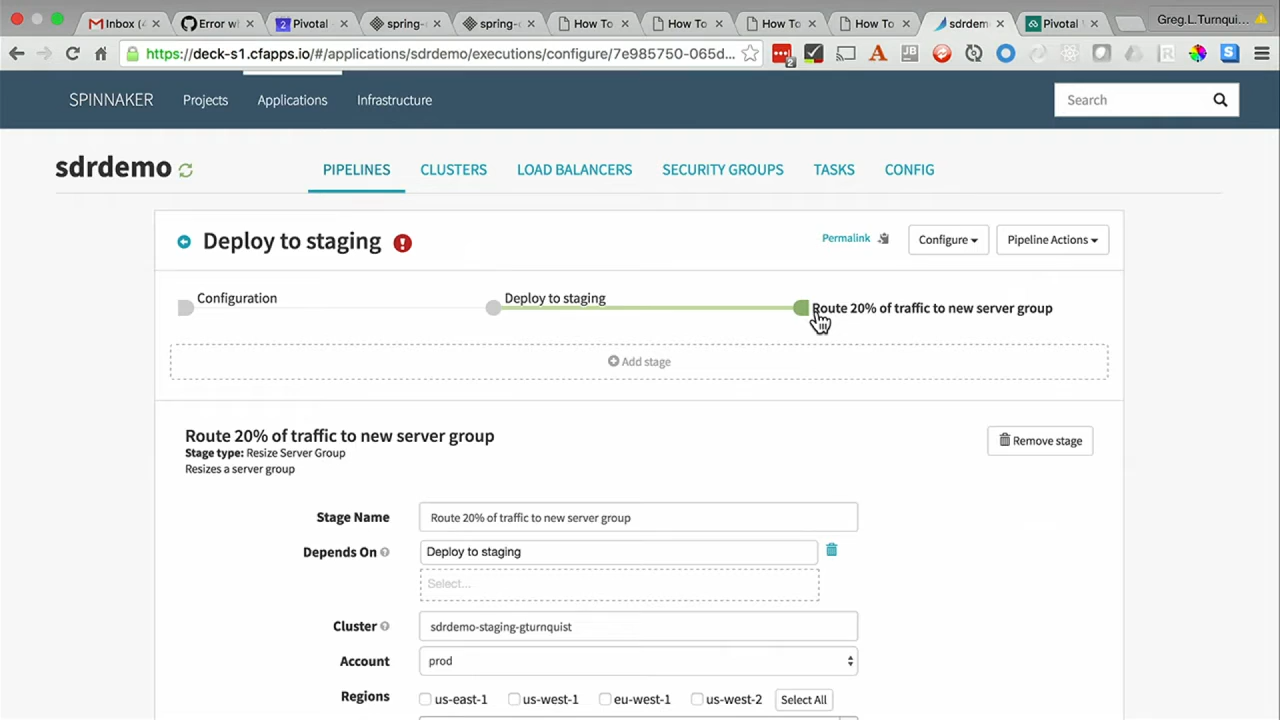 Inbox (4
Error w
Pivotal
spring-
spring-
How To
How To
How To
How To
sdrdem
Pivotal
Greg.L.Turnqui...
https://deck-s1.cfapps.io/#/applications/sdrdemo/executions/configure/7e985750-065d...
SPINNAKER
Projects
Applications
Infrastructure
Search
sdrdemo
PIPELINES
CLUSTERS
LOAD BALANCERS
SECURITY GROUPS
TASKS
CONFIG
Deploy to staging
Permalink
Configure
Pipeline Actions
Configuration
Deploy to staging
Route 20% of traffic to new server group
Add stage
Route 20% of traffic to new server group
Stage type: Resize Server Group
Resizes a server group
Remove stage
Stage Name
Route 20% of traffic to new server group
Depends On
Deploy to staging
Select...
Cluster
sdrdemo-staging-gturnquist
Account
prod
Regions
us-east-1
us-west-1
eu-west-1
us-west-2
Select All